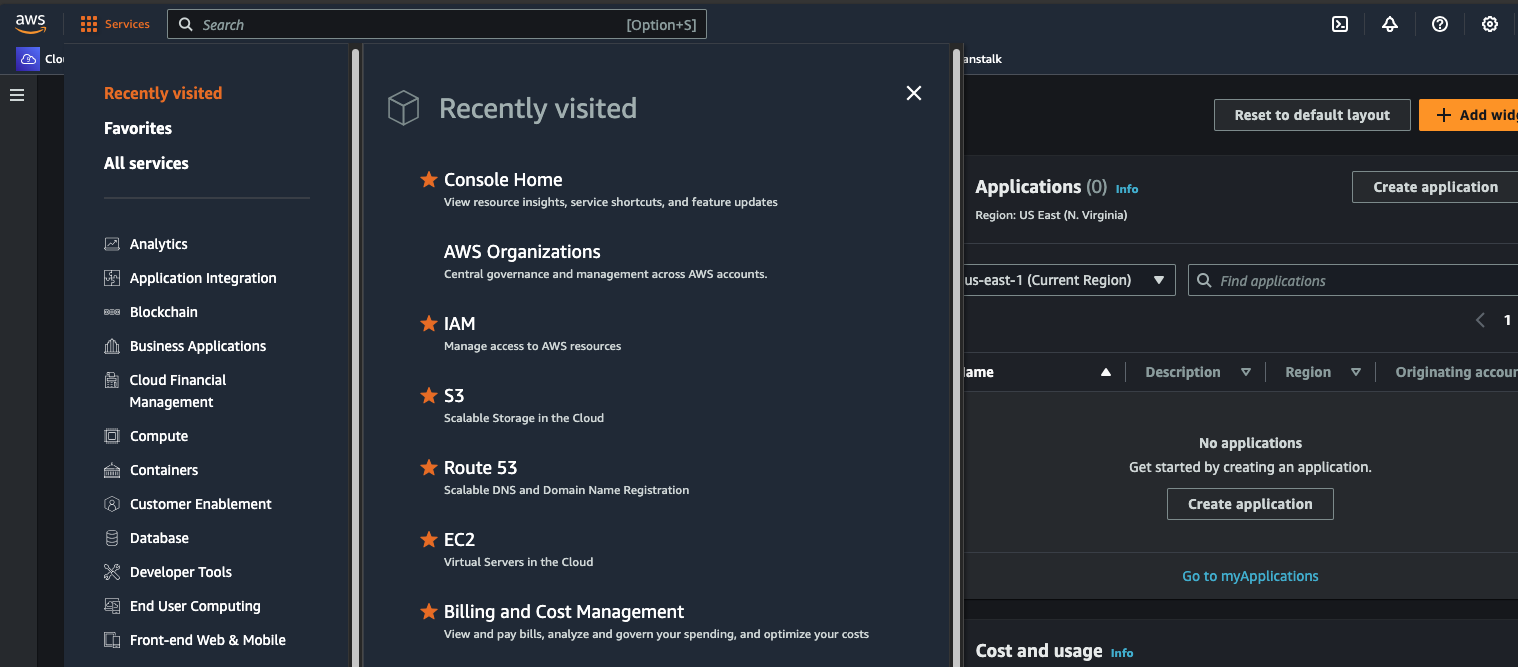 aws
Services
Search
[Option+S]
Recently visited
Favorites
All services
Analytics
Application Integration
Blockchain
Business Applications
Cloud Financial
Management
Compute
Containers
Customer Enablement
Database
Developer Tools
End User Computing
Front-end Web & Mobile
Recently visited
Console Home
View resource insights, service shortcuts, and feature updates
AWS Organizations
Central governance and management across AWS accounts.
IAM
Manage access to AWS resources
S3
Scalable Storage in the Cloud
Route 53
Scalable DNS and Domain Name Registration
EC2
Virtual Servers in the Cloud
Billing and Cost Management
View and pay bills, analyze and govern your spending, and optimize your costs
Reset to default layout
Add
Applications (0) Info
Region: US East (N. Virginia)
Create application
us-east-1 (Current Region)
Find applications
1
Description
Region
Originating
No applications
Get started by creating an application.
Create application
Go to myApplications
Cost and usage Info